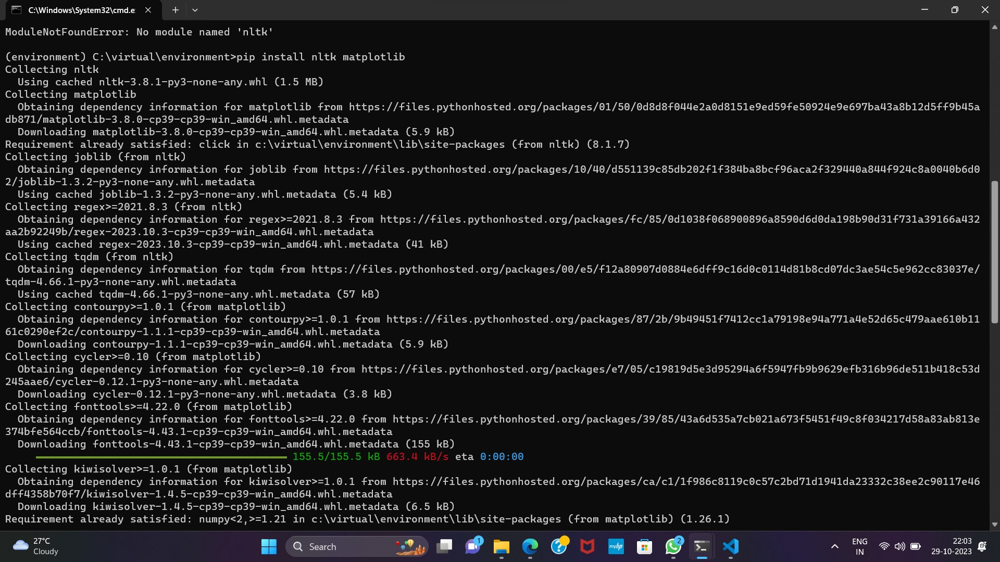 C:\Windows\System32\cmd.e
ModuleNotFoundError: No module named 'nltk'
(environment) C:\virtual\environment>pip install nltk matplotlib
Collecting nltk
Using cached nltk-3.8.1-py3-none-any.whl (1.5 MB)
Collecting matplotlib
Obtaining dependency information for matplotlib from https://files.pythonhosted.org/packages/01/50/0d8d8f044e2a0d8151e9ed59fe50924e9e697ba43a8b12d5ff9b45a
db871/matplotlib-3.8.0-cp39-cp39-win_amd64.whl.metadata
Downloading matplotlib-3.8.0-cp39-cp39-win_amd64.whl.metadata (5.9 kB)
Requirement already satisfied: click in c:\virtual\environment\lib\site-packages (from nltk) (8.1.7)
Collecting joblib (from nltk)
Obtaining dependency information for joblib from https://files.pythonhosted.org/packages/10/40/d551139c85db202f1f384ba8bcf96aca2f329440a844f924c8a0040b6d0
2/joblib-1.3.2-py3-none-any.whl.metadata
Using cached joblib-1.3.2-py3-none-any.whl.metadata (5.4 kB)
Collecting regex>=2021.8.3 (from nltk)
Obtaining dependency information for regex>=2021.8.3 from https://files.pythonhosted.org/packages/fc/85/0d1038f068900896a8590d6d0da198b90d31f731a39166a432
aa2b92249b/regex-2023.10.3-cp39-cp39-win_amd64.whl.metadata
Using cached regex-2023.10.3-cp39-cp39-win_amd64.whl.metadata (41 kB)
Collecting tqdm (from nltk)
Obtaining dependency information for tqdm from https://files.pythonhosted.org/packages/00/e5/f12a80907d0884e6dff9c16d0c0114d81b8cd07dc3ae54c5e962cc83037e/
tqdm-4.66.1-py3-none-any.whl.metadata
Using cached tqdm-4.66.1-py3-none-any.whl.metadata (57 kB)
Collecting contourpy>=1.0.1 (from matplotlib)
Obtaining dependency information for contourpy>=1.0.1 from https://files.pythonhosted.org/packages/87/2b/9b49451f7412cc1a79198e94a771a4e52d65c479aae610b11
61c0290ef2c/contourpy-1.1.1-cp39-cp39-win_amd64.whl.metadata
Downloading contourpy-1.1.1-cp39-cp39-win_amd64.whl.metadata (5.9 kB)
Collecting cycler>=0.10 (from matplotlib)
Obtaining dependency information for cycler>=0.10 from https://files.pythonhosted.org/packages/e7/05/c19819d5e3d95294a6f5947fb9b9629efb316b96de511b418c53d
245aae6/cycler-0.12.1-py3-none-any.whl.metadata
Downloading cycler-0.12.1-py3-none-any.whl.metadata (3.8 kB)
Collecting fonttools>=4.22.0 (from matplotlib)
Obtaining dependency information for fonttools>=4.22.0 from https://files.pythonhosted.org/packages/39/85/43a6d535a7cb021a673f5451f49c8f034217d58a83ab813e
374bfe564ccb/fonttools-4.43.1-cp39-cp39-win_amd64.whl.metadata
Downloading fonttools-4.43.1-cp39-cp39-win_amd64.whl.metadata (155 kB)
155.5/155.5 kB 663.4 kB/s eta 0:00:00
Collecting kiwisolver>=1.0.1 (from matplotlib)
Obtaining dependency information for kiwisolver>=1.0.1 from https://files.pythonhosted.org/packages/ca/c1/1f986c8119c0c57c2bd71d1941da23332c38ee2c90117e46
dff4358b70f7/kiwisolver-1.4.5-cp39-cp39-win_amd64.whl.metadata
Downloading kiwisolver-1.4.5-cp39-cp39-win_amd64.whl.metadata (6.5 kB)
Requirement already satisfied: numpy<2,>=1.21 in c:\virtual\environment\lib\site-packages (from matplotlib) (1.26.1)
27°C
Cloudy
Search
1
myhp
2
ENG
IN
22:03
29-10-2023